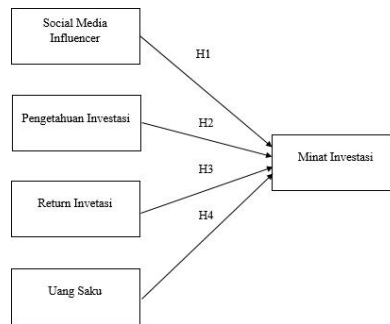 Social Media
Influencer
H1
Pengetahuan Investasi
H2
Minat Investasi
H3
Return Invetasi
H4
Uang Saku